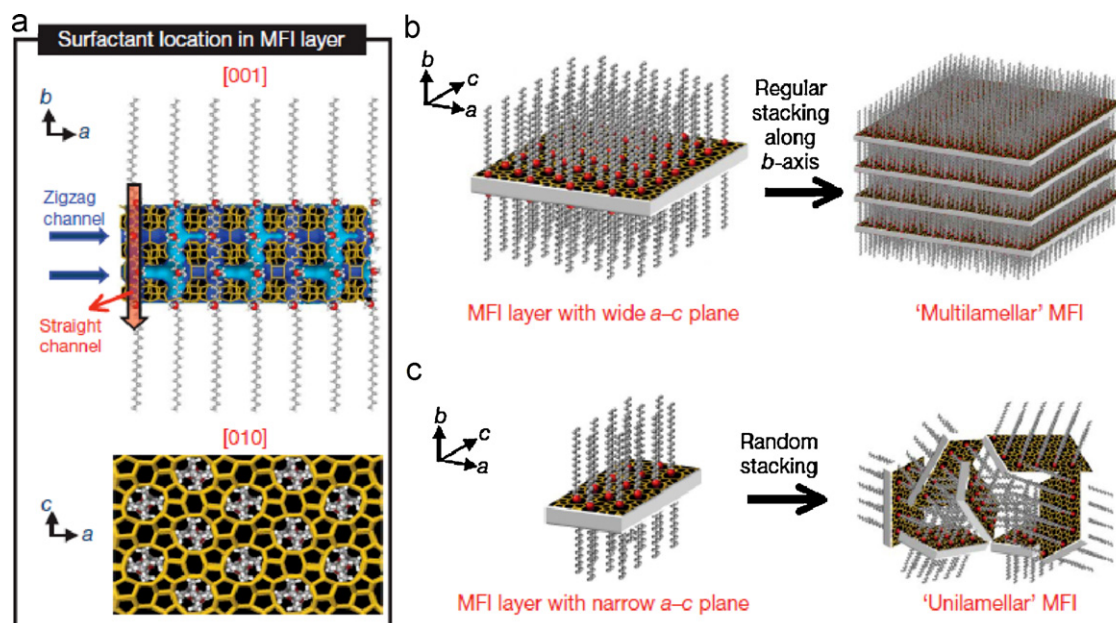 a
Surfactant location in MFI layer
[001]
b
a
Zigzag
channel
Straight
channel
[010]
c
a
b
b
c
a
Regular
stacking
along
b-axis
MFI layer with wide a–c plane
‘Multilamellar’ MFI
c
b
c
a
Random
stacking
MFI layer with narrow a–c plane
‘Unilamellar’ MFI